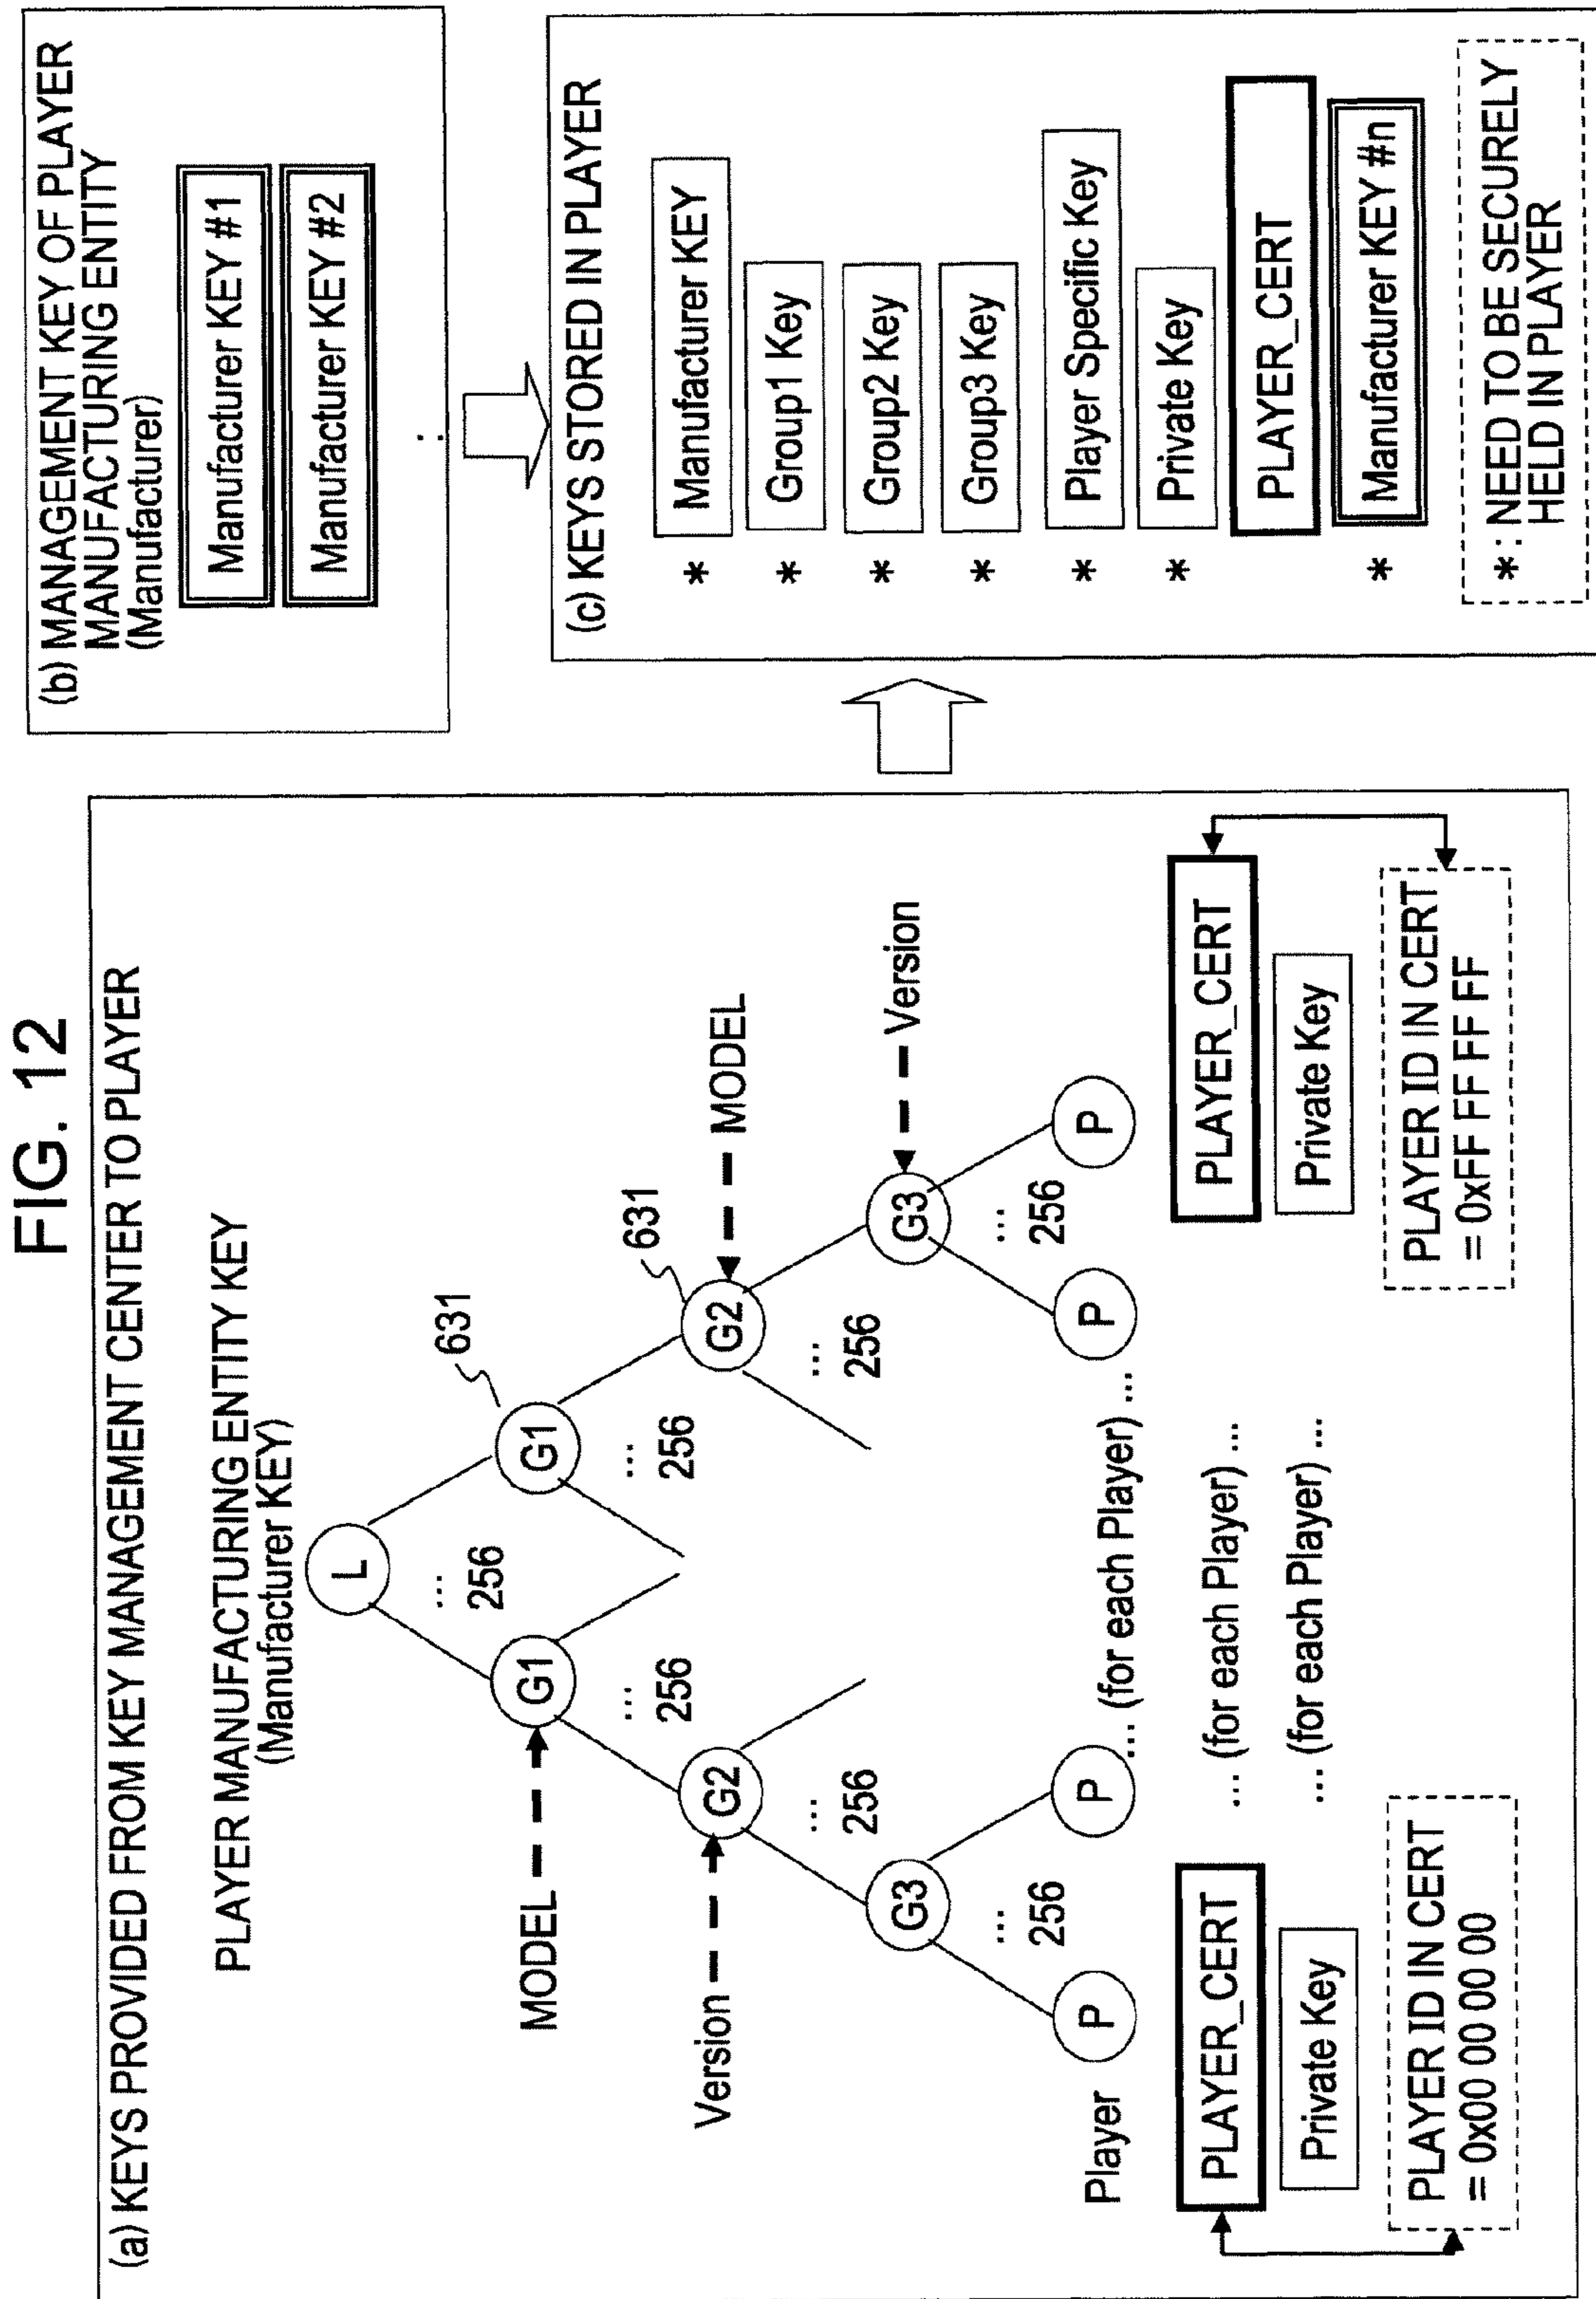 FIG. 12
(a) KEYS PROVIDED FROM KEY MANAGEMENT CENTER TO PLAYER
PLAYER MANUFACTURING ENTITY KEY
(Manufacturer KEY)
L
...
256
631
MODEL
G1
G1
...
256
...
256
631
Version
G2
G2
MODEL
...
256
...
256
G3
G3
Version
...
256
...
256
Player
P
P
... (for each Player) ...
P
P
PLAYER_CERT
... (for each Player) ...
PLAYER_CERT
Private Key
... (for each Player) ...
Private Key
PLAYER ID IN CERT
= 0x00 00 00 00 00
PLAYER ID IN CERT
= 0xFF FF FF FF
(b) MANAGEMENT KEY OF PLAYER
MANUFACTURING ENTITY
(Manufacturer)
Manufacturer KEY #1
Manufacturer KEY #2
:
(c) KEYS STORED IN PLAYER
* Manufacturer KEY
* Group1 Key
* Group2 Key
* Group3 Key
* Player Specific Key
* Private Key
PLAYER_CERT
* Manufacturer KEY #n
* : NEED TO BE SECURELY
HELD IN PLAYER